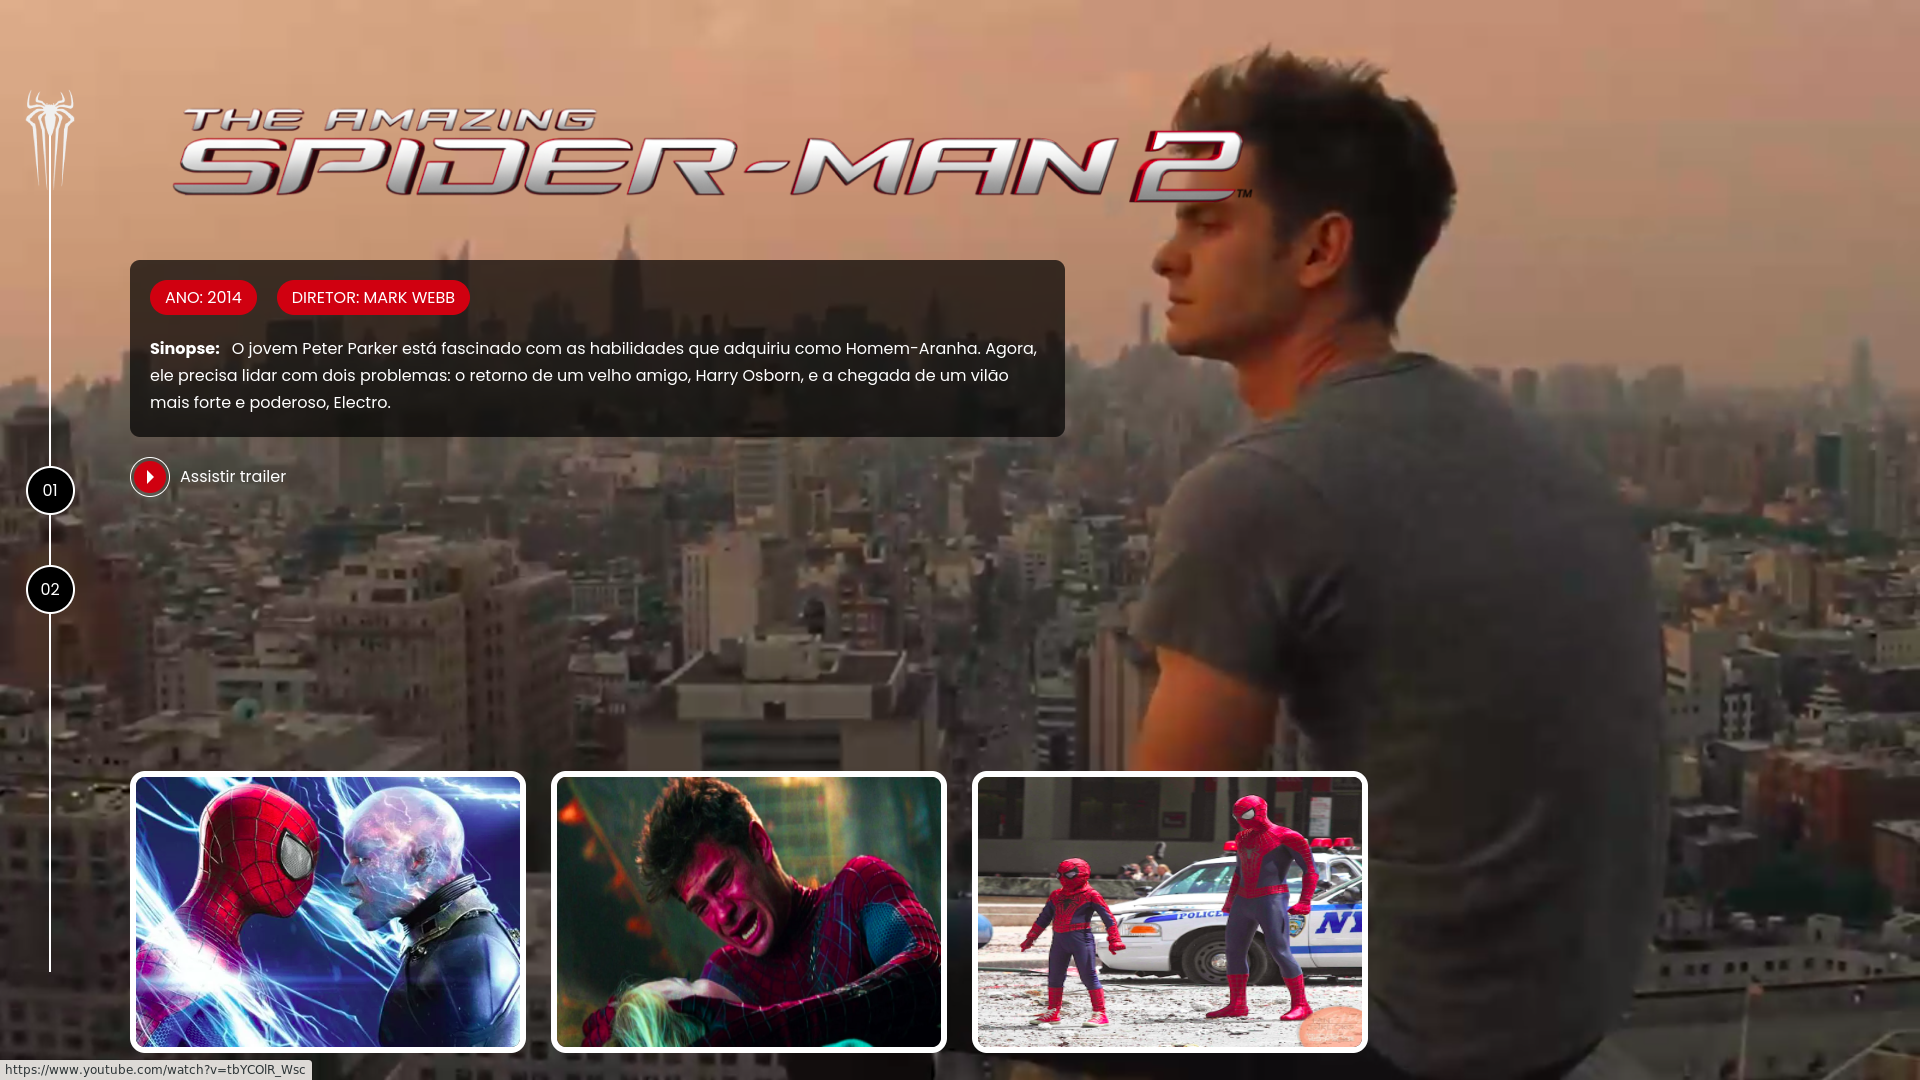 THE AMAZING
SPIDER-MAN 2 TM
ANO: 2014 DIRETOR: MARK WEBB
Sinopse: O jovem Peter Parker está fascinado com as habilidades que adquiriu como Homem-Aranha. Agora,
ele precisa lidar com dois problemas: o retorno de um velho amigo, Harry Osborn, e a chegada de um vilão
mais forte e poderoso, Electro.
Assistir trailer
01
02
POLICE
NY
https://www.youtube.com/watch?v=tbYCOlR_Wsc